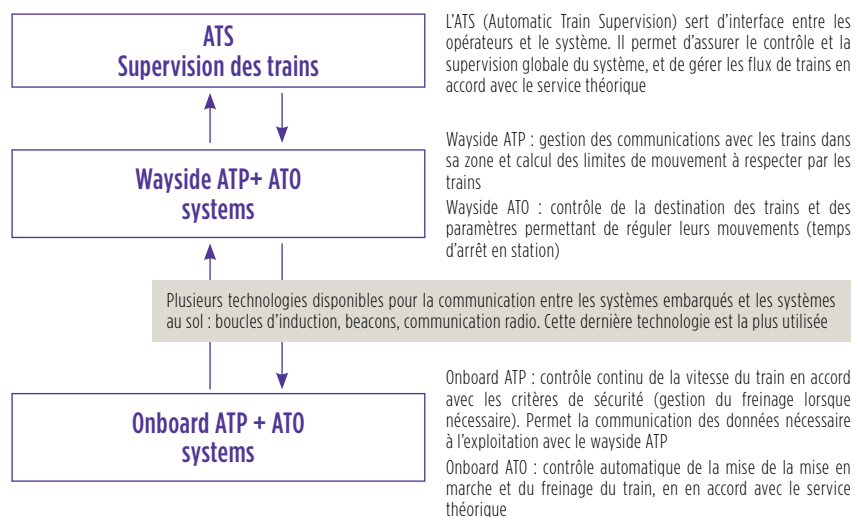 ATS
Supervision des trains
L'ATS (Automatic Train Supervision) sert d'interface entre les
opérateurs et le système. Il permet d'assurer le contrôle et la
supervision globale du système, et de gérer les flux de trains en
accord avec le service théorique
Wayside ATP+ ATO
systems
Wayside ATP : gestion des communications avec les trains dans
sa zone et calcul des limites de mouvement à respecter par les
trains
Wayside ATO : contrôle de la destination des trains et des
paramètres permettant de réguler leurs mouvements (temps
d'arrêt en station)
Plusieurs technologies disponibles pour la communication entre les systèmes embarqués et les systèmes
au sol : boucles d'induction, beacons, communication radio. Cette dernière technologie est la plus utilisée
Onboard ATP + ATO
systems
Onboard ATP : contrôle continu de la vitesse du train en accord
avec les critères de sécurité (gestion du freinage lorsque
nécessaire). Permet la communication des données nécessaire
à l'exploitation avec le wayside ATP
Onboard ATO : contrôle automatique de la mise de la mise en
marche et du freinage du train, en en accord avec le service
théorique